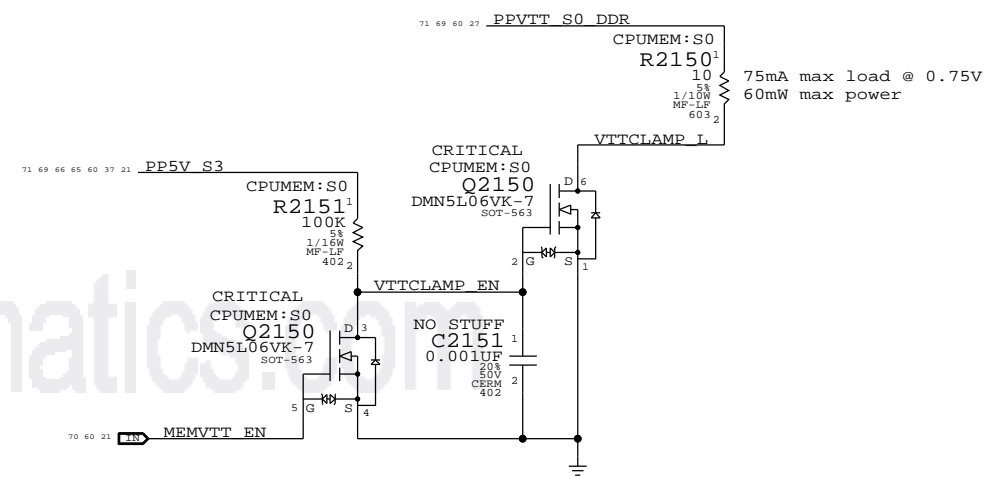 71 69 60 27 PPVTT_S0_DDR
CPUMEM:S0
R2150 1
10
5%
1/10W
MF-LF
603 2
75mA max load @ 0.75V
60mW max power
VTTCLAMP_L
CRITICAL
CPUMEM:S0
Q2150
DMN5L06VK-7
SOT-563
D 6
2 G S 1
71 69 66 65 60 37 21 PP5V_S3
CPUMEM:S0
R2151 1
100K
5%
1/16W
MF-LF
402 2
VTTCLAMP_EN
CRITICAL
CPUMEM:S0
Q2150
DMN5L06VK-7
SOT-563
D 3
5 G S 4
NO STUFF
C2151 1
0.001UF
20%
50V 2
CERM
402
70 60 21 IN MEMVTT_EN
matics.com